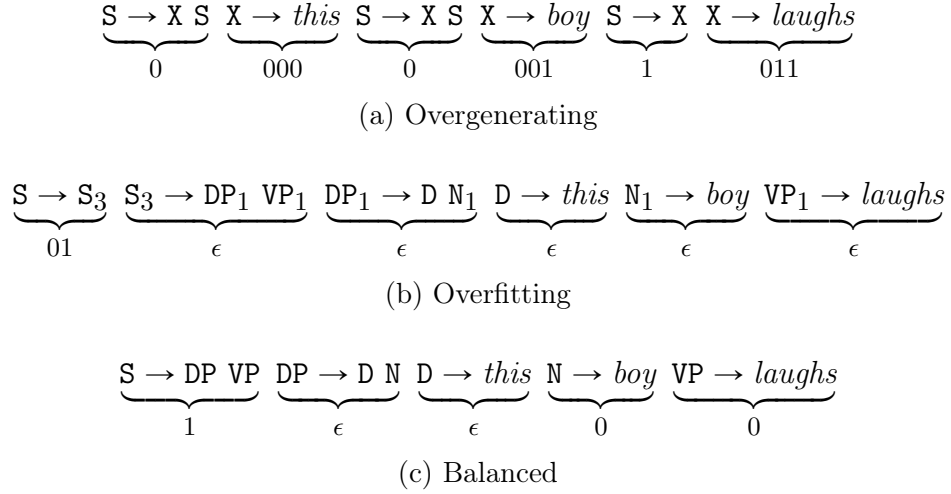 S → X S X → this S → X S X → boy S → X X → laughs
0 000 0 001 1 011
(a) Overgenerating
S → S₃ S₃ → DP₁ VP₁ DP₁ → D N₁ D → this N₁ → boy VP₁ → laughs
01 ϵ ϵ ϵ ϵ ϵ
(b) Overfitting
S → DP VP DP → D N D → this N → boy VP → laughs
1 ϵ ϵ 0 0
(c) Balanced